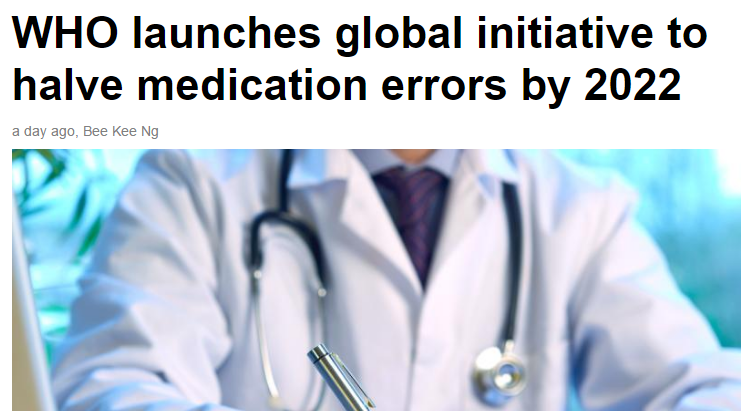 WHO launches global initiative to
halve medication errors by 2022
a day ago, Bee Kee Ng